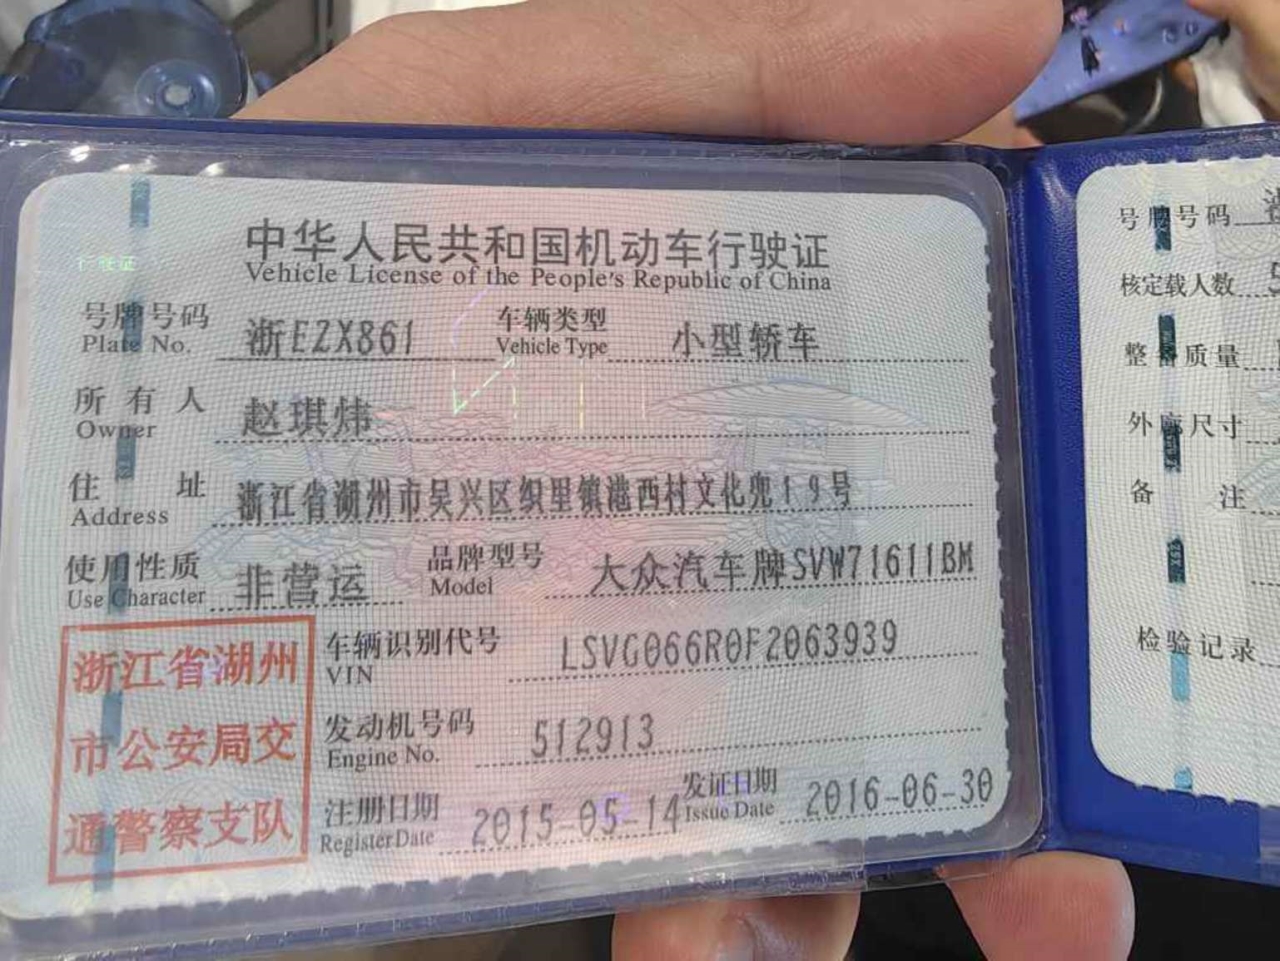 中华人民共和国机动车行驶证
Vehicle License of the People's Republic of China
号牌号码 浙EZX861 车辆类型 小型轿车
Plate No. Vehicle Type
所有人 赵琪炜
Owner
住址 浙江省湖州市吴兴区织里镇港西村文化兜19号
Address
使用性质 非营运 品牌型号 大众汽车牌SVW71611BM
Use Character Model
车辆识别代号 LSVG066R0F2063939
VIN
发动机号码 512913
Engine No.
注册日期 2015-05-14 发证日期 2016-06-30
Register Date Issue Date
浙江省湖州
市公安局交
通警察支队
号牌号码
核定载人数 5
整备质量
外廓尺寸
备注
检验记录